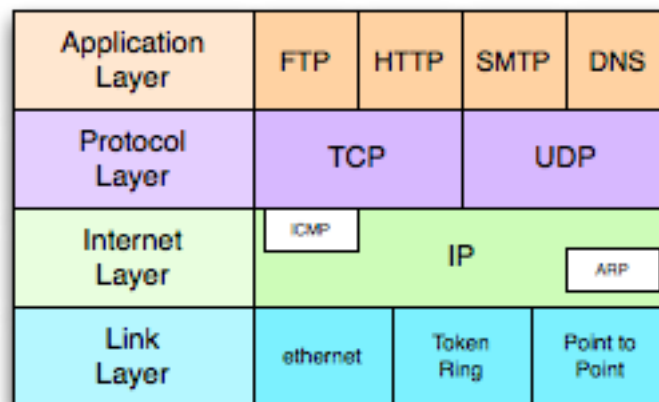 Application
Layer
FTP
HTTP
SMTP
DNS
Protocol
Layer
TCP
UDP
Internet
Layer
ICMP
IP
ARP
Link
Layer
ethernet
Token
Ring
Point to
Point